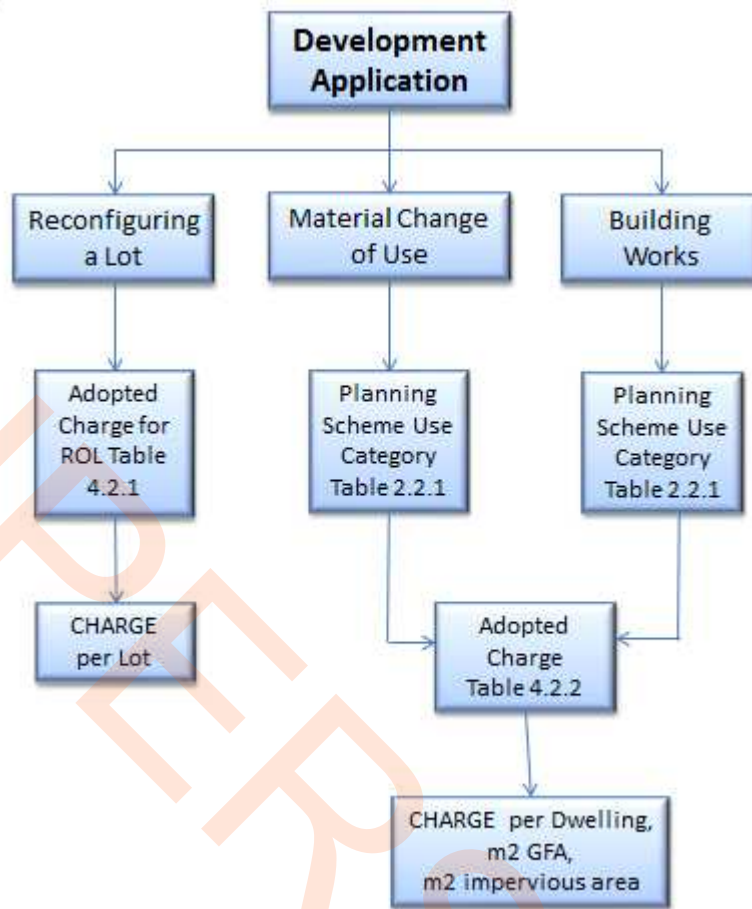 Development
Application
Reconfiguring
a Lot
Material Change
of Use
Building
Works
Adopted
Charge for
ROL Table
4.2.1
Planning
Scheme Use
Category
Table 2.2.1
Planning
Scheme Use
Category
Table 2.2.1
CHARGE
per Lot
Adopted
Charge
Table 4.2.2
CHARGE per Dwelling,
m2 GFA,
m2 impervious area